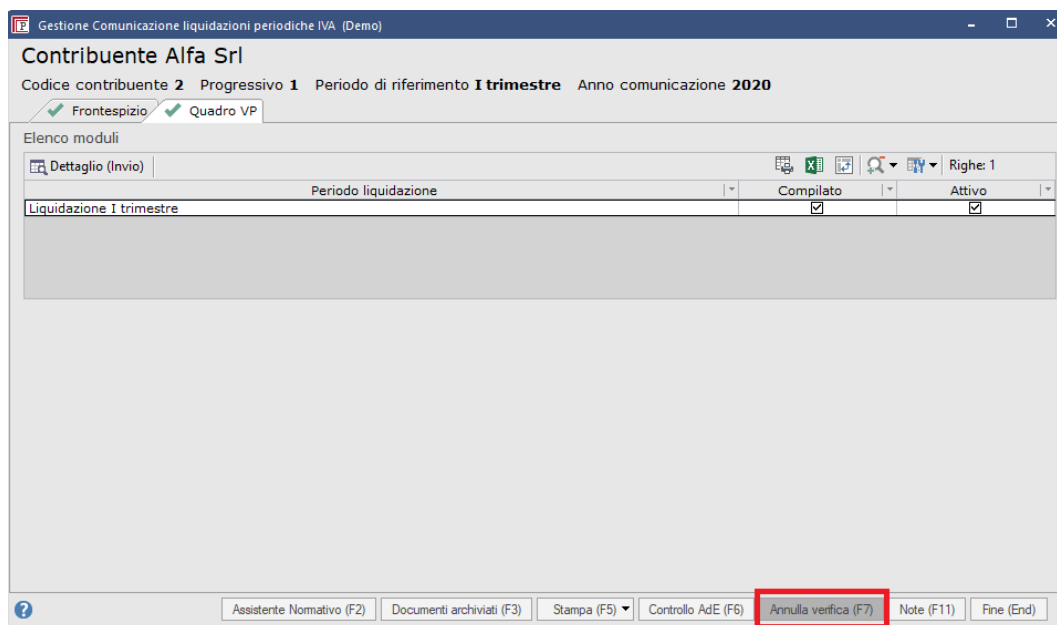 Gestione Comunicazione liquidazioni periodiche IVA (Demo)
Contribuente Alfa Srl
Codice contribuente 2 Progressivo 1 Periodo di riferimento I trimestre Anno comunicazione 2020
Frontespizio Quadro VP
Elenco moduli
Dettaglio (Invio) Righe: 1
Periodo liquidazione Compilato Attivo
Liquidazione I trimestre
Assistente Normativo (F2) Documenti archiviati (F3) Stampa (F5) Controllo AdE (F6) Annulla verifica (F7) Note (F11) Fine (End)